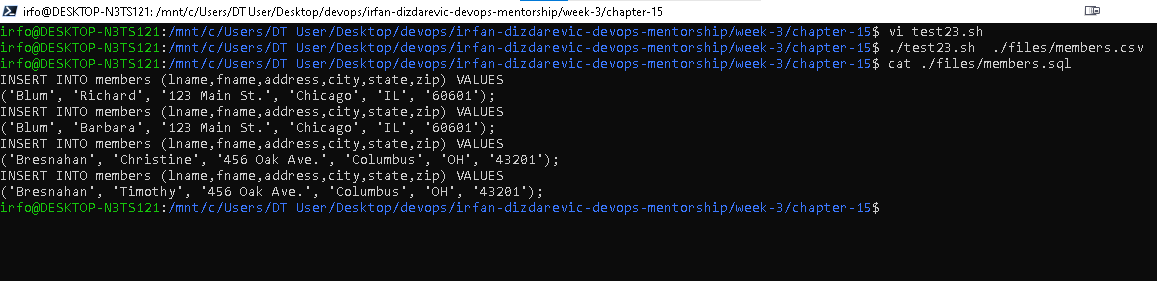 irfo@DESKTOP-N3TS121: /mnt/c/Users/DT User/Desktop/devops/irfan-dizdarevic-devops-mentorship/week-3/chapter-15
irfo@DESKTOP-N3TS121:/mnt/c/Users/DT User/Desktop/devops/irfan-dizdarevic-devops-mentorship/week-3/chapter-15$ vi test23.sh
irfo@DESKTOP-N3TS121:/mnt/c/Users/DT User/Desktop/devops/irfan-dizdarevic-devops-mentorship/week-3/chapter-15$ ./test23.sh  ./files/members.csv
irfo@DESKTOP-N3TS121:/mnt/c/Users/DT User/Desktop/devops/irfan-dizdarevic-devops-mentorship/week-3/chapter-15$ cat ./files/members.sql
INSERT INTO members (lname,fname,address,city,state,zip) VALUES
('Blum', 'Richard', '123 Main St.', 'Chicago', 'IL', '60601');
INSERT INTO members (lname,fname,address,city,state,zip) VALUES
('Blum', 'Barbara', '123 Main St.', 'Chicago', 'IL', '60601');
INSERT INTO members (lname,fname,address,city,state,zip) VALUES
('Bresnahan', 'Christine', '456 Oak Ave.', 'Columbus', 'OH', '43201');
INSERT INTO members (lname,fname,address,city,state,zip) VALUES
('Bresnahan', 'Timothy', '456 Oak Ave.', 'Columbus', 'OH', '43201');
irfo@DESKTOP-N3TS121:/mnt/c/Users/DT User/Desktop/devops/irfan-dizdarevic-devops-mentorship/week-3/chapter-15$